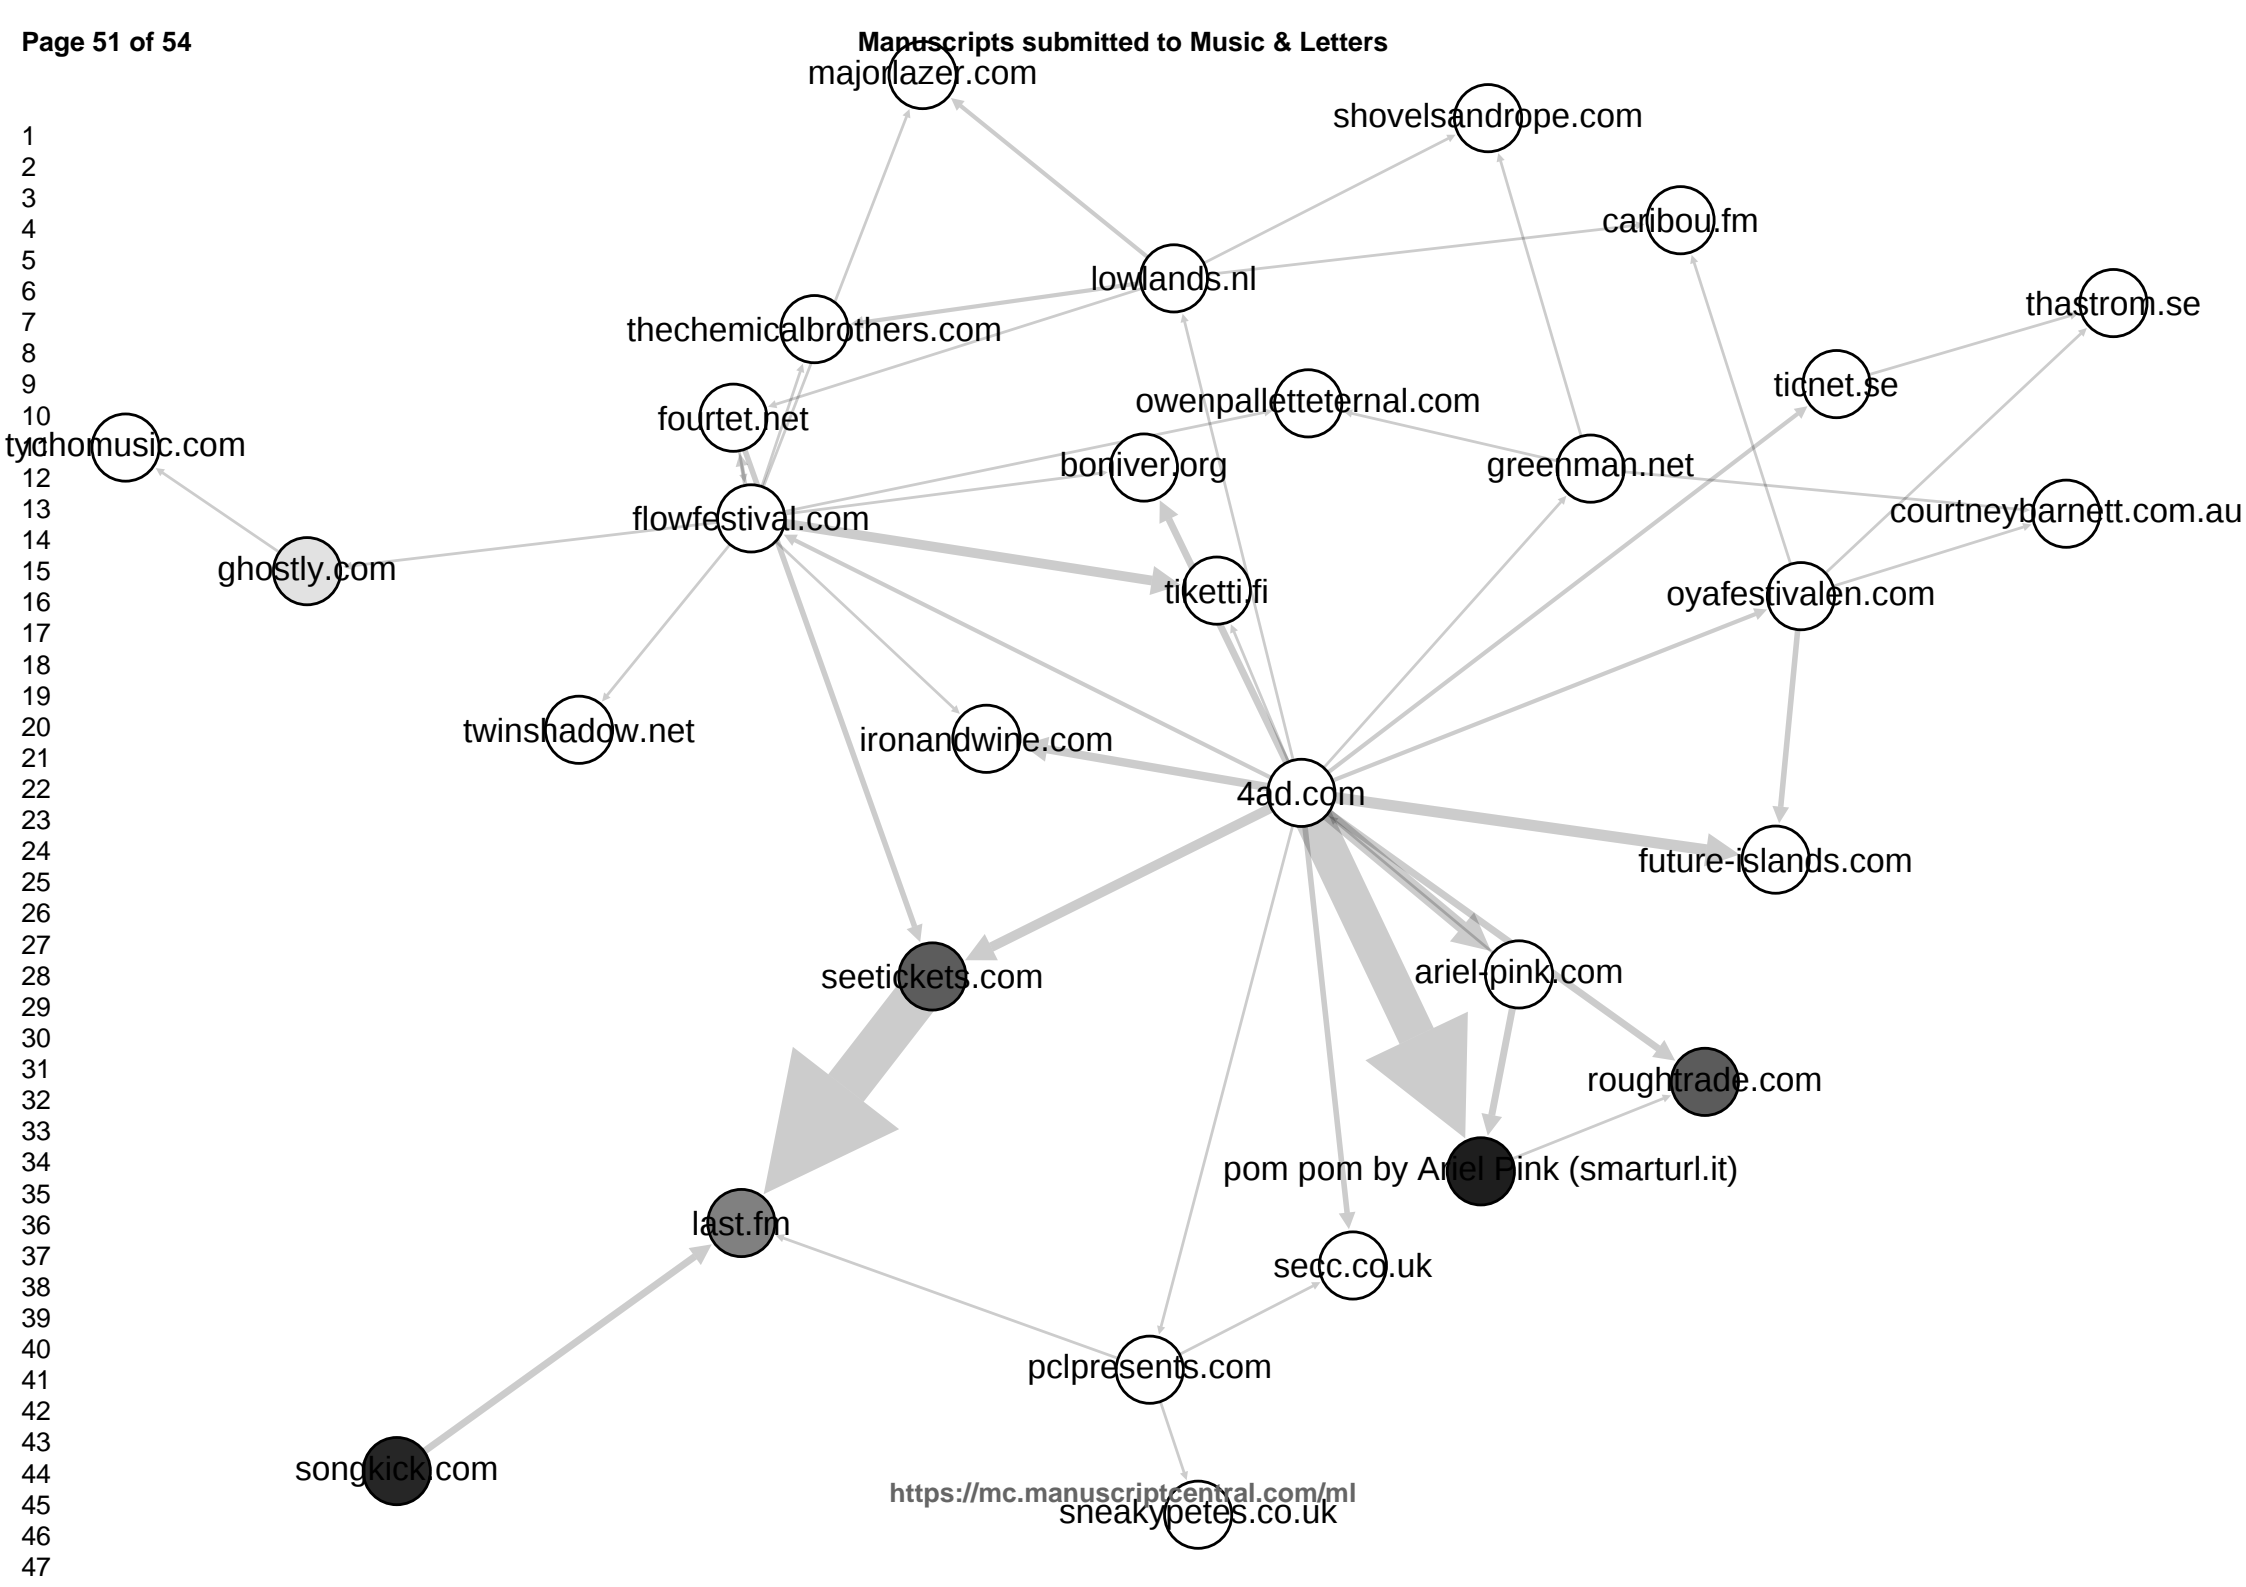 Page 51 of 54
Manuscripts submitted to Music & Letters
majorlazer.com
shovelsandrope.com
1
2
3
caribou.fm
4
5
lowlands.nl
6
thastrom.se
7
thechemicalbrothers.com
8
9
ticnet.se
owenpalletteternal.com
10
fourtet.net
11
tychomusic.com
boniver.org
greenman.net
12
13
flowfestival.com
courtneybarnett.com.au
14
15
ghostly.com
16
tiketti.fi
oyafestivalen.com
17
18
19
20
twinshadow.net
ironandwine.com
21
22
4ad.com
23
24
future-islands.com
25
26
27
28
seetickets.com
ariel-pink.com
29
30
31
roughtrade.com
32
33
34
pom pom by Ariel Pink (smarturl.it)
35
36
last.fm
37
secc.co.uk
38
39
40
pclpresents.com
41
42
43
44
songkick.com
https://mc.manuscriptcentral.com/ml
45
sneakypetes.co.uk
46
47